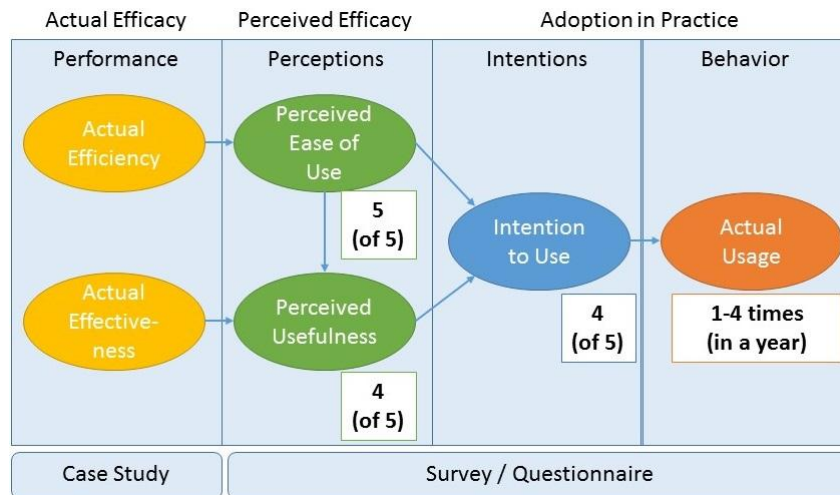 Actual Efficacy
Perceived Efficacy
Adoption in Practice
Performance
Perceptions
Intentions
Behavior
Actual
Efficiency
Perceived
Ease of
Use
5
(of 5)
Intention
to Use
4
(of 5)
Actual
Usage
1-4 times
(in a year)
Actual
Effective-
ness
Perceived
Usefulness
4
(of 5)
Case Study
Survey / Questionnaire